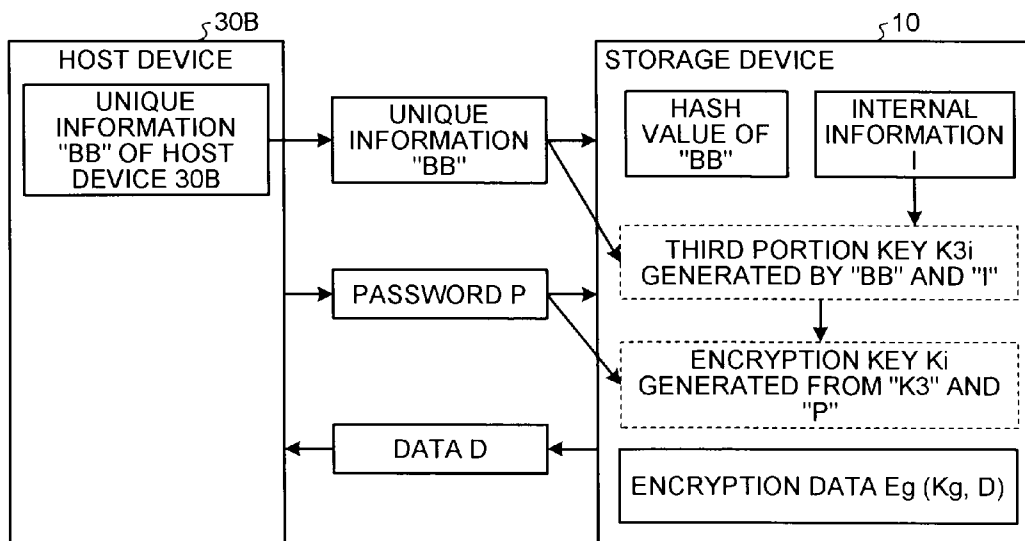 30B
10
HOST DEVICE
UNIQUE
INFORMATION
"BB" OF HOST
DEVICE 30B
UNIQUE
INFORMATION
"BB"
PASSWORD P
DATA D
STORAGE DEVICE
HASH
VALUE OF
"BB"
INTERNAL
INFORMATION
I
THIRD PORTION KEY K3i
GENERATED BY "BB" AND "I"
ENCRYPTION KEY Ki
GENERATED FROM "K3" AND
"P"
ENCRYPTION DATA Eg (Kg, D)